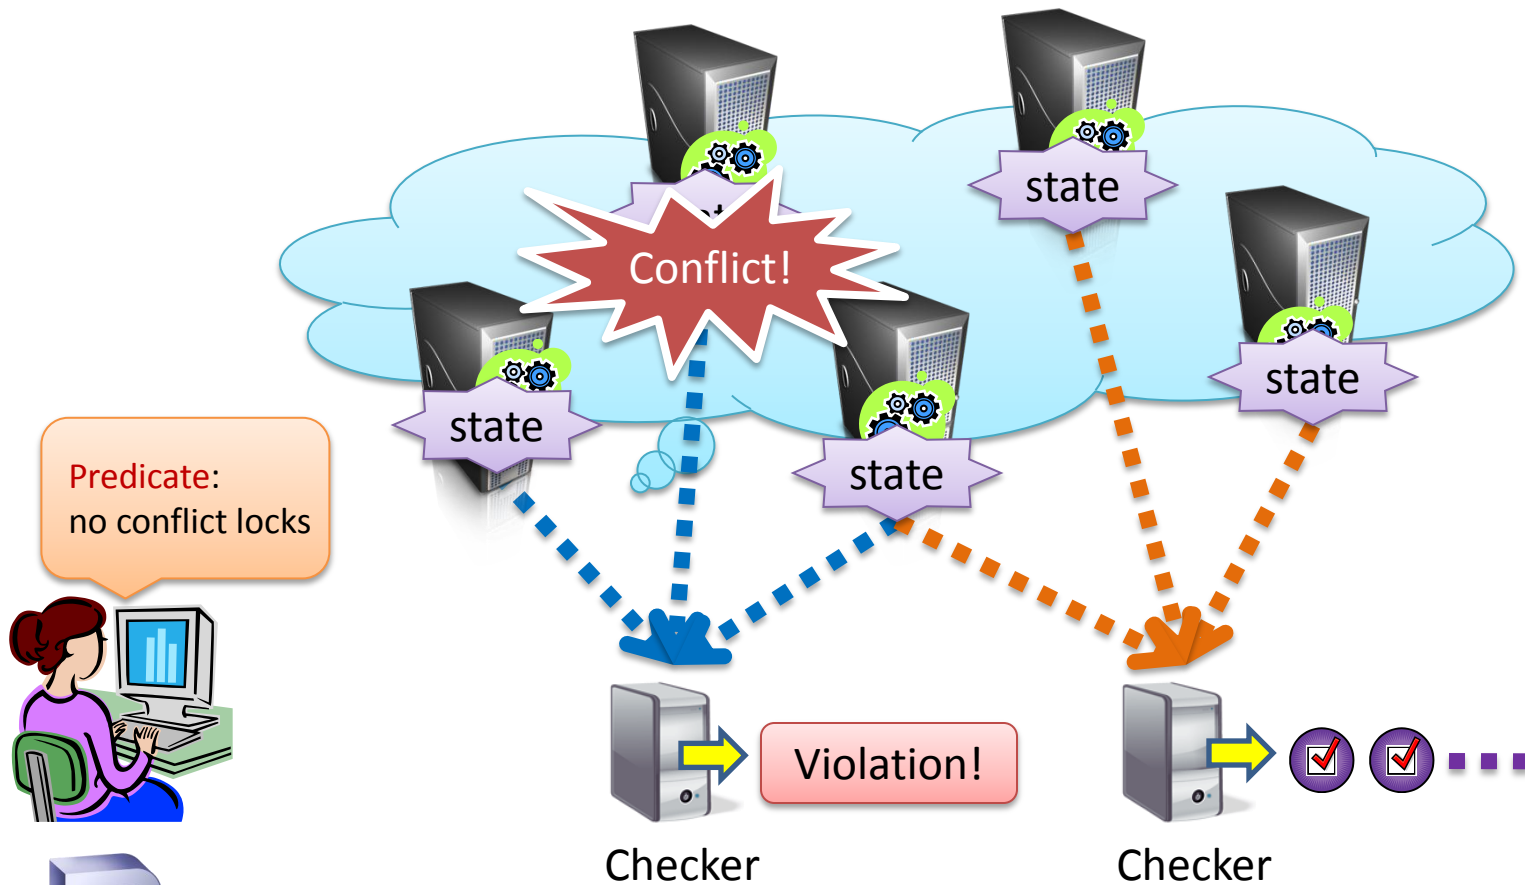 state
Conflict!
state
state
state
Predicate:
no conflict locks
Violation!
Checker
Checker